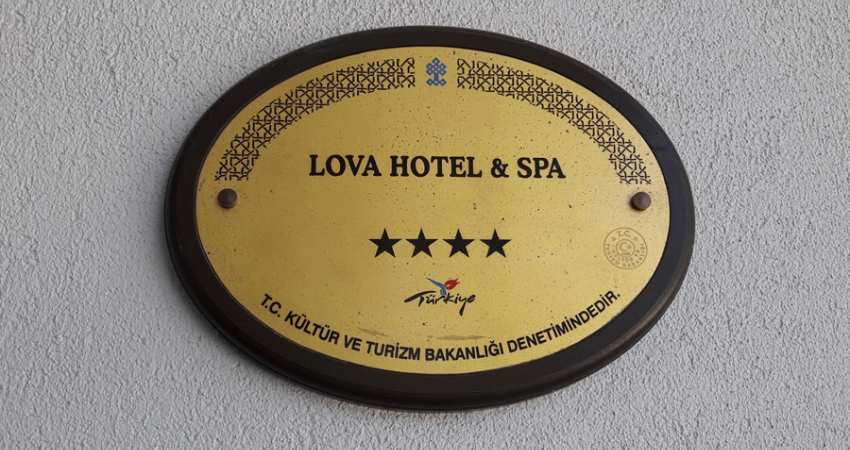 LOVA HOTEL & SPA
Türkiye
T.C. KÜLTÜR VE TURİZM BAKANLIĞI DENETİMİNDEDİR.
T.C.